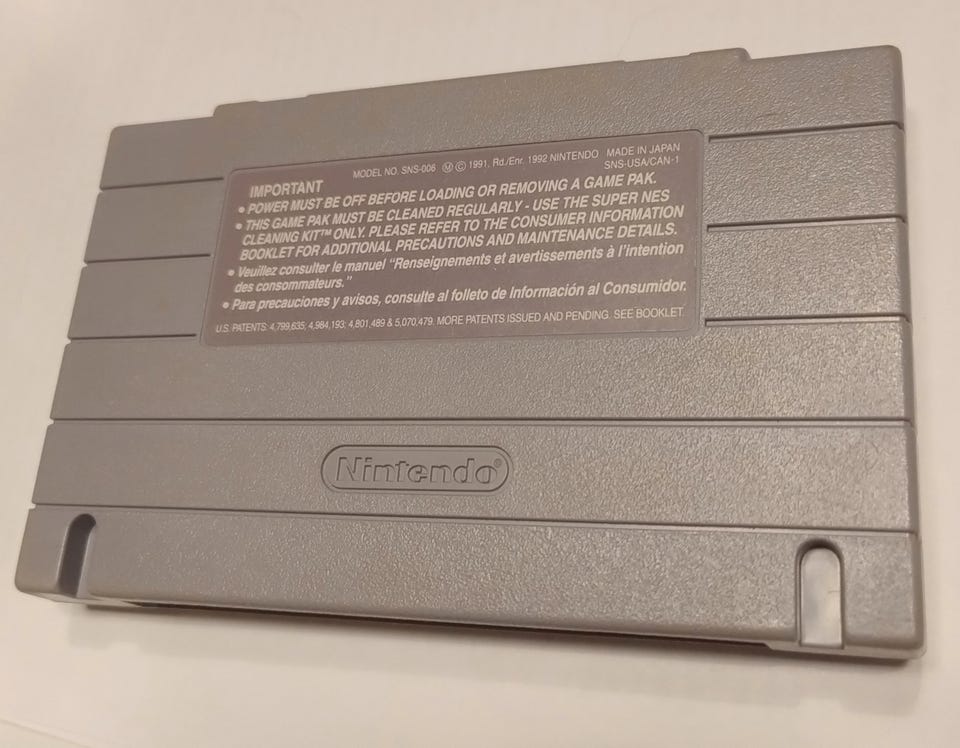 MODEL NO. SNS-006 Ⓜ © 1991. Rd./Enr. 1992 NINTENDO MADE IN JAPAN
SNS-USA/CAN-1
IMPORTANT
• POWER MUST BE OFF BEFORE LOADING OR REMOVING A GAME PAK.
• THIS GAME PAK MUST BE CLEANED REGULARLY - USE THE SUPER NES
CLEANING KIT™ ONLY. PLEASE REFER TO THE CONSUMER INFORMATION
BOOKLET FOR ADDITIONAL PRECAUTIONS AND MAINTENANCE DETAILS.
• Veuillez consulter le manuel "Renseignements et avertissements à l'intention
des consommateurs."
• Para precauciones y avisos, consulte al folleto de Información al Consumidor.
U.S. PATENTS: 4,799,635; 4,984,193; 4,801,489 & 5,070,479. MORE PATENTS ISSUED AND PENDING. SEE BOOKLET.
Nintendo®